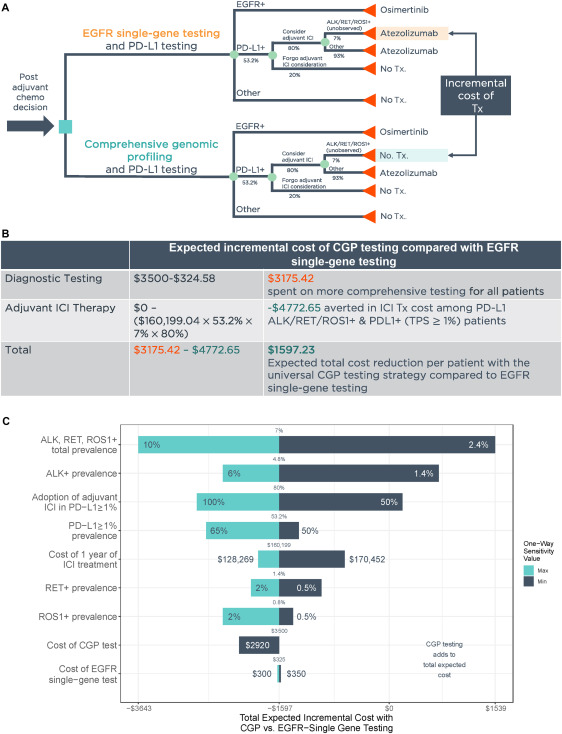 A
EGFR single-gene testing
and PD-L1 testing
Post
adjuvant
chemo
decision
Comprehensive genomic
profiling
and PD-L1 testing
EGFR+
Osimertinib
PD-L1+
53.2%
Consider
adjuvant ICI
80%
Forgo adjuvant
ICI consideration
20%
ALK/RET/ROS1+
(unobserved)
7%
Other
93%
Atezolizumab
Atezolizumab
No Tx.
Other
No Tx.
Incremental
cost of
Tx
EGFR+
Osimertinib
PD-L1+
53.2%
Consider
adjuvant ICI
80%
Forgo adjuvant
ICI consideration
20%
ALK/RET/ROS1+
(unobserved)
7%
Other
93%
No. Tx.
Atezolizumab
No Tx.
Other
No Tx.
B
Expected incremental cost of CGP testing compared with EGFR
single-gene testing
Diagnostic Testing
$3500-$324.58
$3175.42
spent on more comprehensive testing for all patients
Adjuvant ICI Therapy
$0 –
($160,199.04 × 53.2% ×
7% × 80%)
-$4772.65 averted in ICI Tx cost among PD-L1
ALK/RET/ROS1+ & PDL1+ (TPS ≥ 1%) patients
Total
$3175.42 – $4772.65
$1597.23
Expected total cost reduction per patient with the
universal CGP testing strategy compared to EGFR
single-gene testing
C
7%
ALK, RET, ROS1+
total prevalence
10%
2.4%
4.8%
ALK+ prevalence
6%
1.4%
80%
Adoption of adjuvant
ICI in PD−L1≥1%
100%
50%
53.2%
PD−L1≥1%
prevalence
65%
50%
$160,199
Cost of 1 year of
ICI treatment
$128,269
$170,452
1.4%
RET+ prevalence
2%
0.5%
0.8%
ROS1+ prevalence
2%
0.5%
$3500
Cost of CGP test
$2920
$325
Cost of EGFR
single−gene test
$300
$350
CGP testing
adds to
total expected
cost
One−Way
Sensitivity
Value
Max
Min
−$3643
−$1597
$0
$1539
Total Expected Incremental Cost with
CGP vs. EGFR−Single Gene Testing